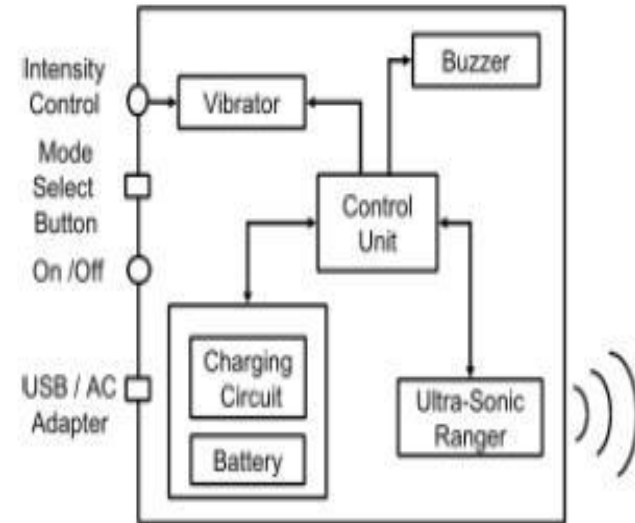 Intensity
Control
Mode
Select
Button
On /Off
USB / AC
Adapter
Vibrator
Buzzer
Control
Unit
Charging
Circuit
Battery
Ultra-Sonic
Ranger